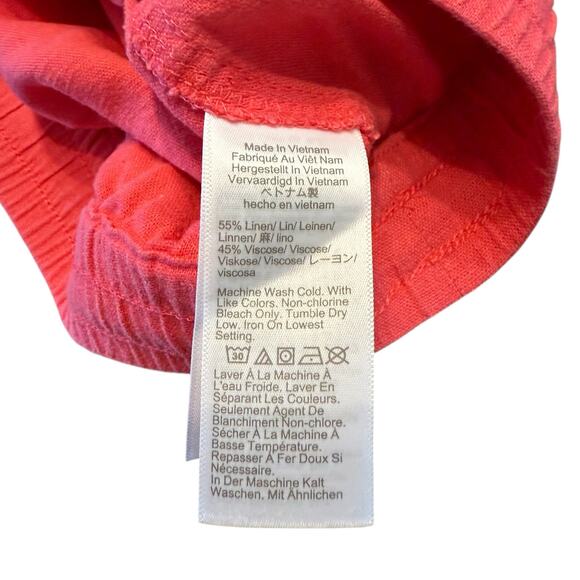 Made In Vietnam
Fabriqué Au Viêt Nam
Hergestellt In Vietnam
Vervaardigd In Vietnam
ベトナム製
hecho en vietnam
55% Linen/ Lin/ Leinen/
Linnen/ 麻/ lino
45% Viscose/ Viscose/
Viskose/ Viscose/ レーヨン/
viscosa
Machine Wash Cold. With
Like Colors. Non-chlorine
Bleach Only. Tumble Dry
Low. Iron On Lowest
Setting.
30
Laver À La Machine À
L'eau Froide. Laver En
Séparant Les Couleurs.
Seulement Agent De
Blanchiment Non-chlore.
Sécher À La Machine À
Basse Température.
Repasser À Fer Doux Si
Nécessaire.
In Der Maschine Kalt
Waschen. Mit Ähnlichen